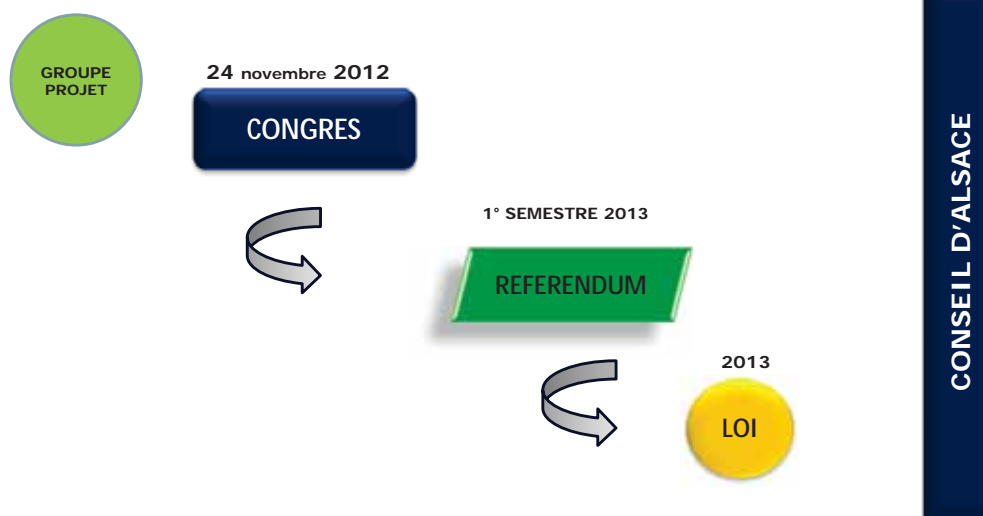 GROUPE
PROJET
24 novembre 2012
CONGRES
1° SEMESTRE 2013
REFERENDUM
2013
LOI
CONSEIL D'ALSACE